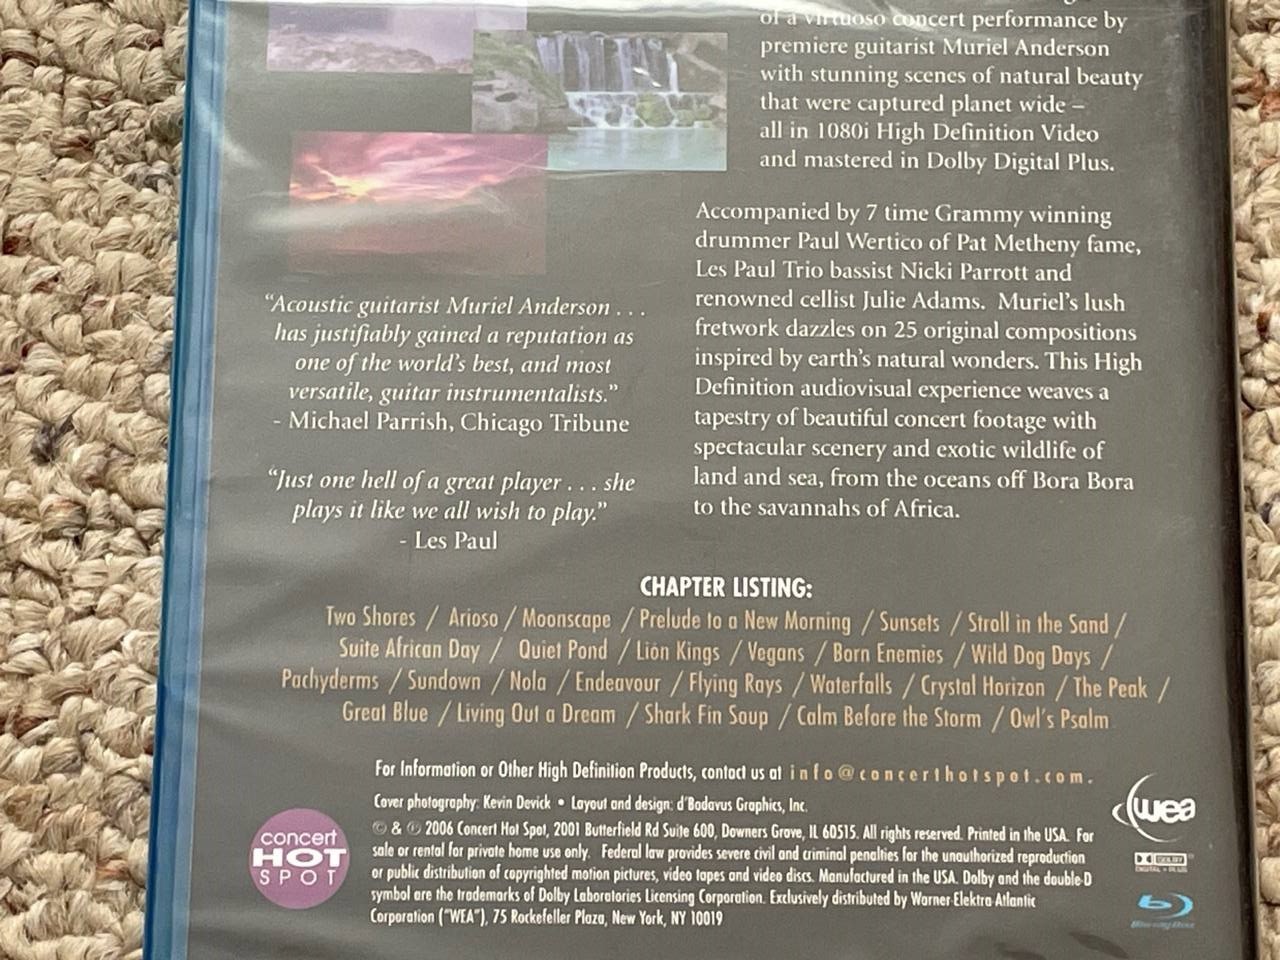 of a virtuoso concert performance by
premiere guitarist Muriel Anderson
with stunning scenes of natural beauty
that were captured planet wide –
all in 1080i High Definition Video
and mastered in Dolby Digital Plus.
Accompanied by 7 time Grammy winning
drummer Paul Wertico of Pat Metheny fame,
Les Paul Trio bassist Nicki Parrott and
renowned cellist Julie Adams. Muriel's lush
fretwork dazzles on 25 original compositions
inspired by earth's natural wonders. This High
Definition audiovisual experience weaves a
tapestry of beautiful concert footage with
spectacular scenery and exotic wildlife of
land and sea, from the oceans off Bora Bora
to the savannahs of Africa.
“Acoustic guitarist Muriel Anderson . . .
has justifiably gained a reputation as
one of the world's best, and most
versatile, guitar instrumentalists.”
- Michael Parrish, Chicago Tribune
“Just one hell of a great player . . . she
plays it like we all wish to play.”
- Les Paul
CHAPTER LISTING:
Two Shores / Arioso / Moonscape / Prelude to a New Morning / Sunsets / Stroll in the Sand /
Suite African Day / Quiet Pond / Lion Kings / Vegans / Born Enemies / Wild Dog Days /
Pachyderms / Sundown / Nola / Endeavour / Flying Rays / Waterfalls / Crystal Horizon / The Peak /
Great Blue / Living Out a Dream / Shark Fin Soup / Calm Before the Storm / Owl's Psalm
For Information or Other High Definition Products, contact us at info@concerthotspot.com.
Cover photography: Kevin Devick • Layout and design: d'Bodavus Graphics, Inc.
© & ℗ 2006 Concert Hot Spot, 2001 Butterfield Rd Suite 600, Downers Grove, IL 60515. All rights reserved. Printed in the USA. For
sale or rental for private home use only. Federal law provides severe civil and criminal penalties for the unauthorized reproduction
or public distribution of copyrighted motion pictures, video tapes and video discs. Manufactured in the USA. Dolby and the double-D
symbol are the trademarks of Dolby Laboratories Licensing Corporation. Exclusively distributed by Warner-Elektra-Atlantic
Corporation ("WEA"), 75 Rockefeller Plaza, New York, NY 10019
concert
HOT
SPOT
wea
DOLBY
DIGITAL PLUS
Blu-ray Disc